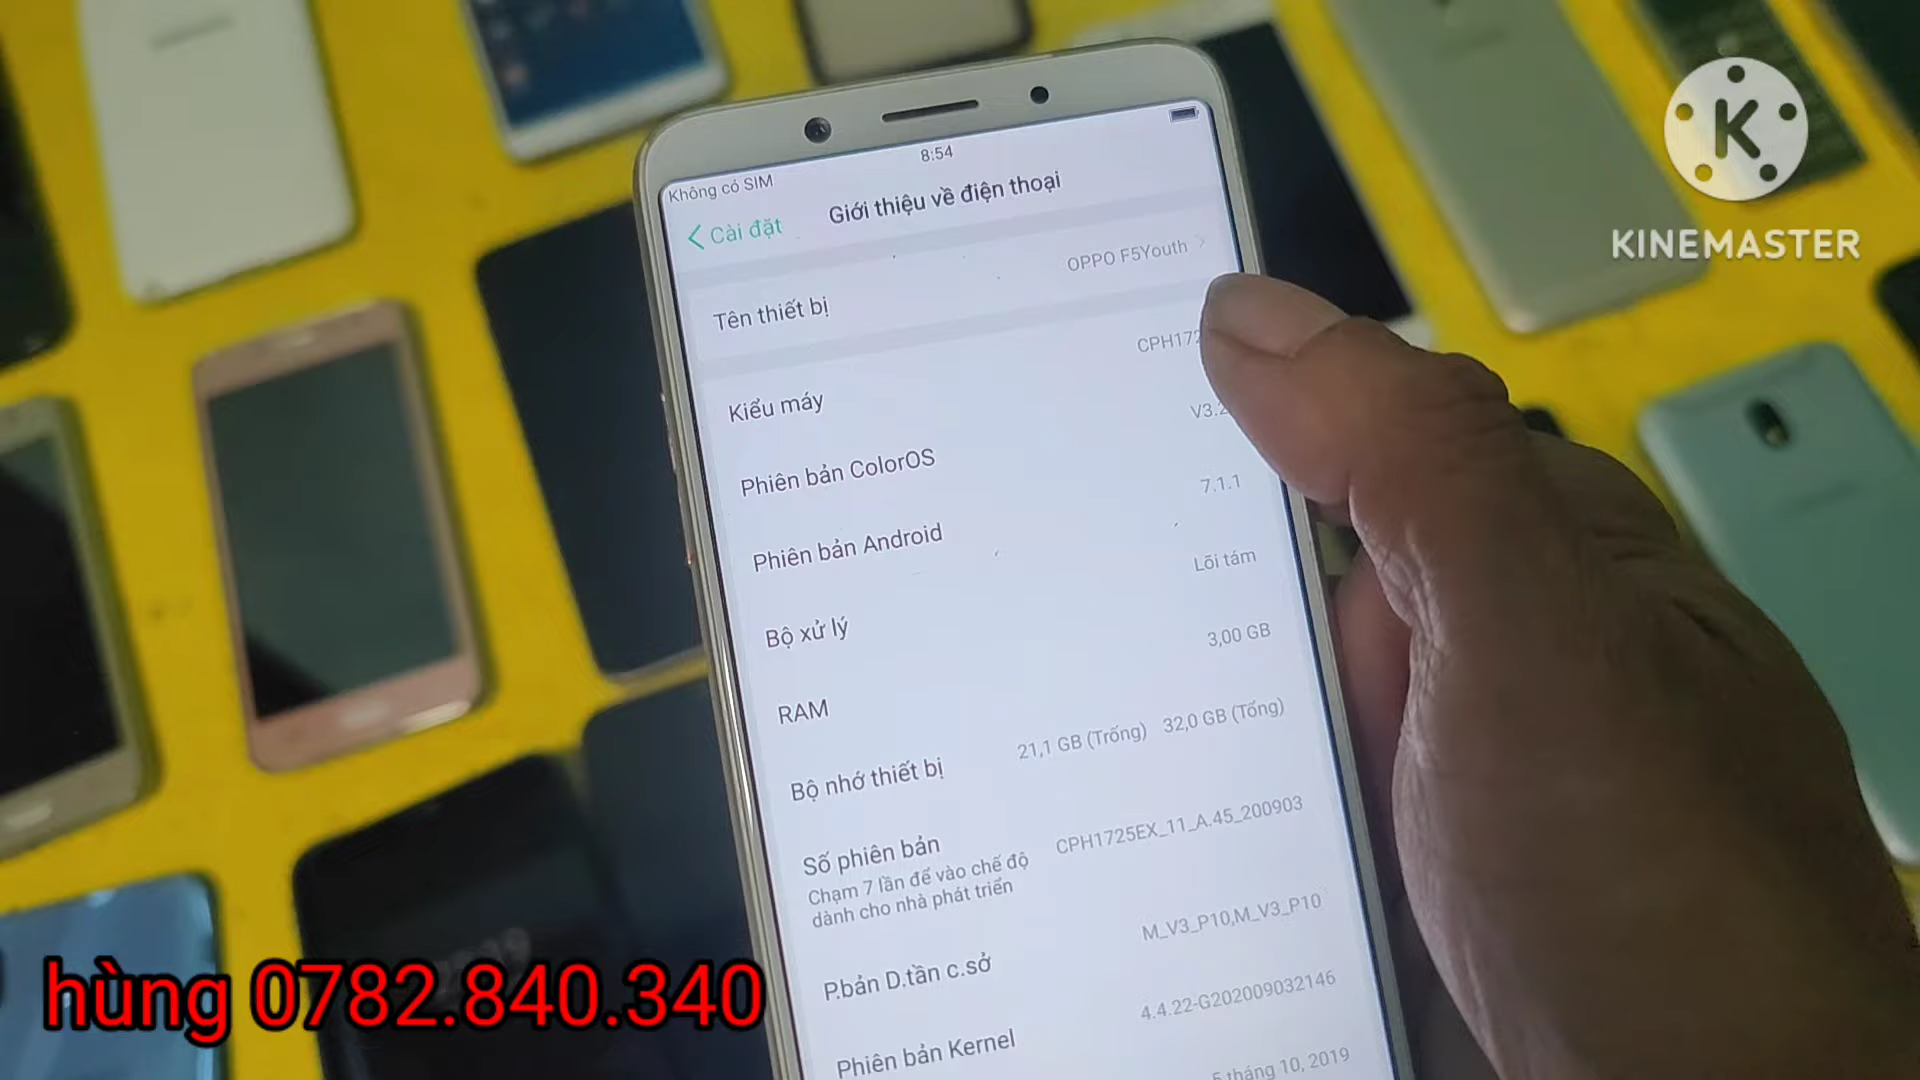 KINEMASTER
Không có SIM
8:54
Cài đặt
Giới thiệu về điện thoại
Tên thiết bị
OPPO F5Youth
Kiểu máy
CPH172
Phiên bản ColorOS
V3.2
Phiên bản Android
7.1.1
Bộ xử lý
Lõi tám
RAM
3,00 GB
Bộ nhớ thiết bị
21,1 GB (Trống) 32,0 GB (Tổng)
Số phiên bản
CPH1725EX_11_A.45_200903
Chạm 7 lần để vào chế độ
dành cho nhà phát triển
P.bản D.tần c.sở
M_V3_P10,M_V3_P10
Phiên bản Kernel
4.4.22-G202009032146
5 tháng 10, 2019
hùng 0782.840.340